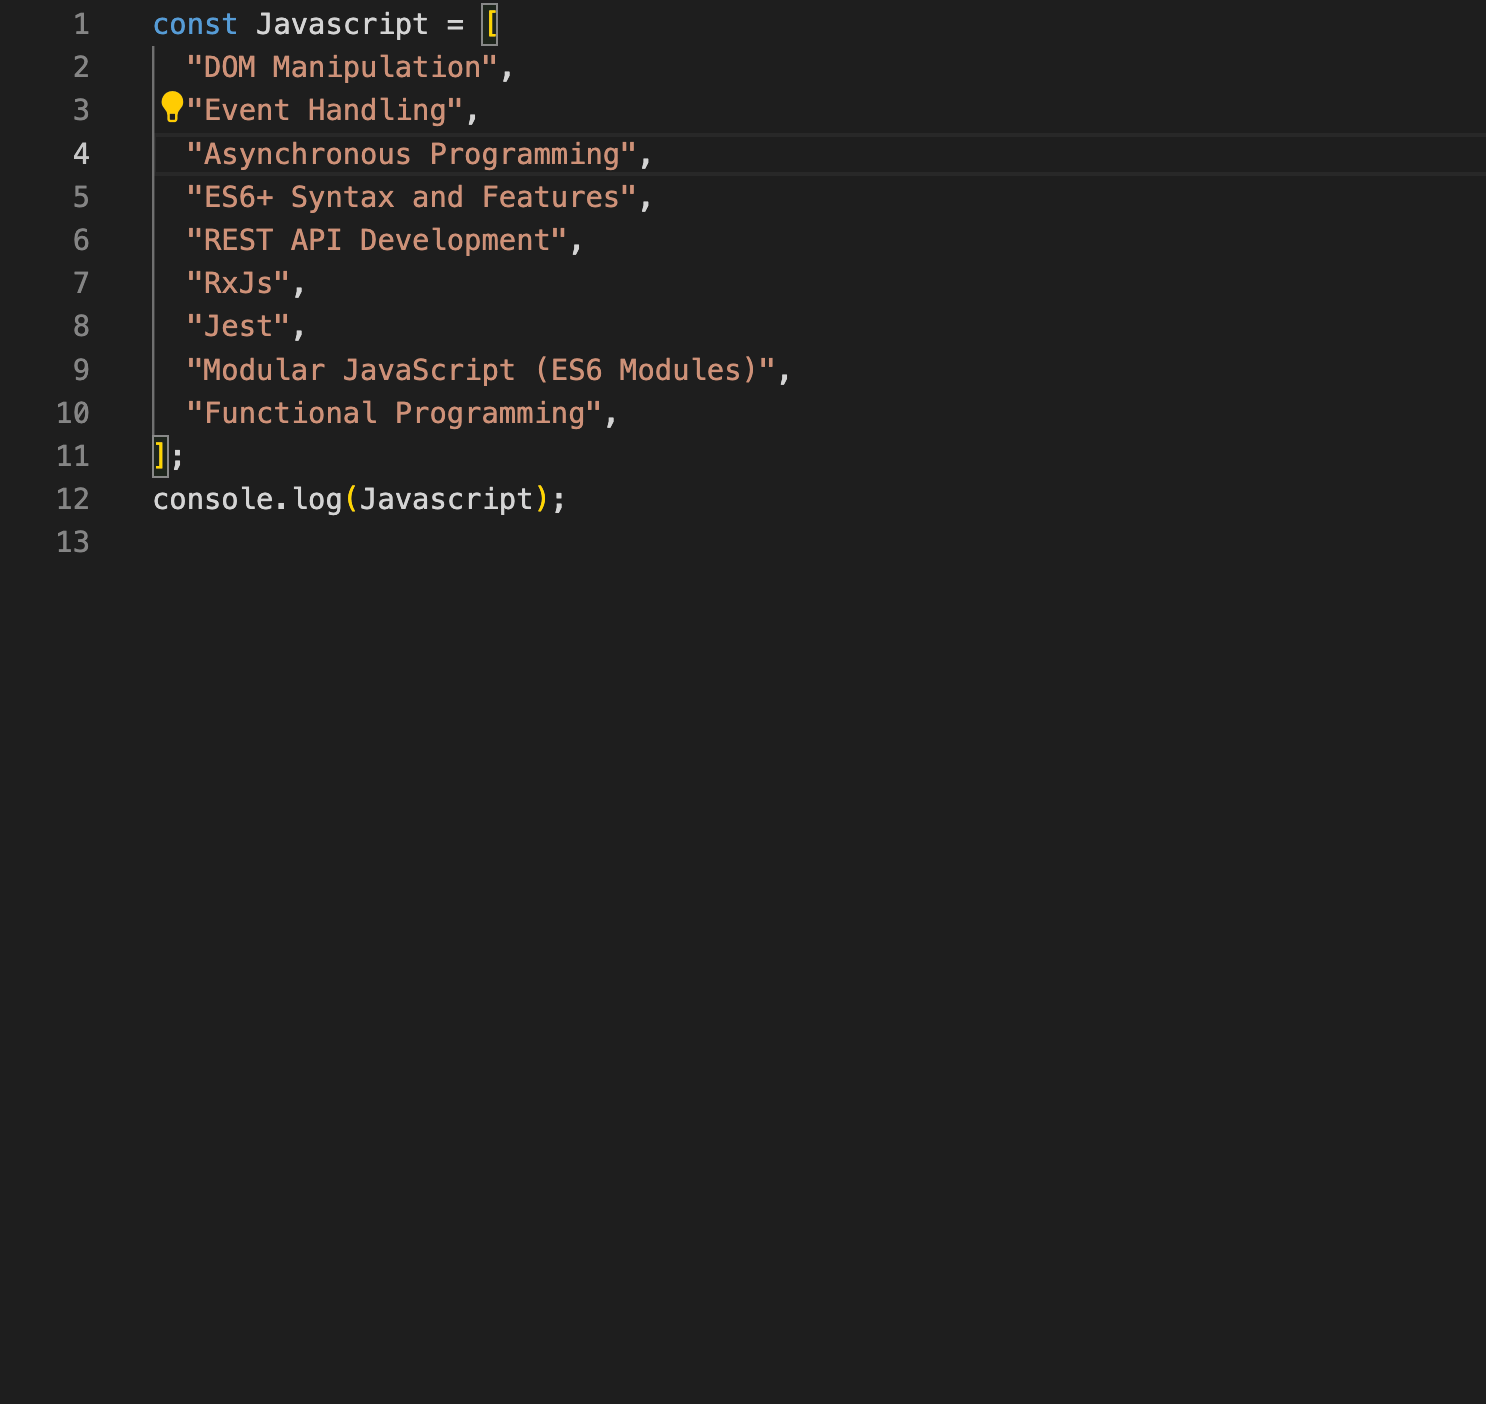 1 const Javascript = [
2 "DOM Manipulation",
3 "Event Handling",
4 "Asynchronous Programming",
5 "ES6+ Syntax and Features",
6 "REST API Development",
7 "RxJs",
8 "Jest",
9 "Modular JavaScript (ES6 Modules)",
10 "Functional Programming",
11 ];
12 console.log(Javascript);
13